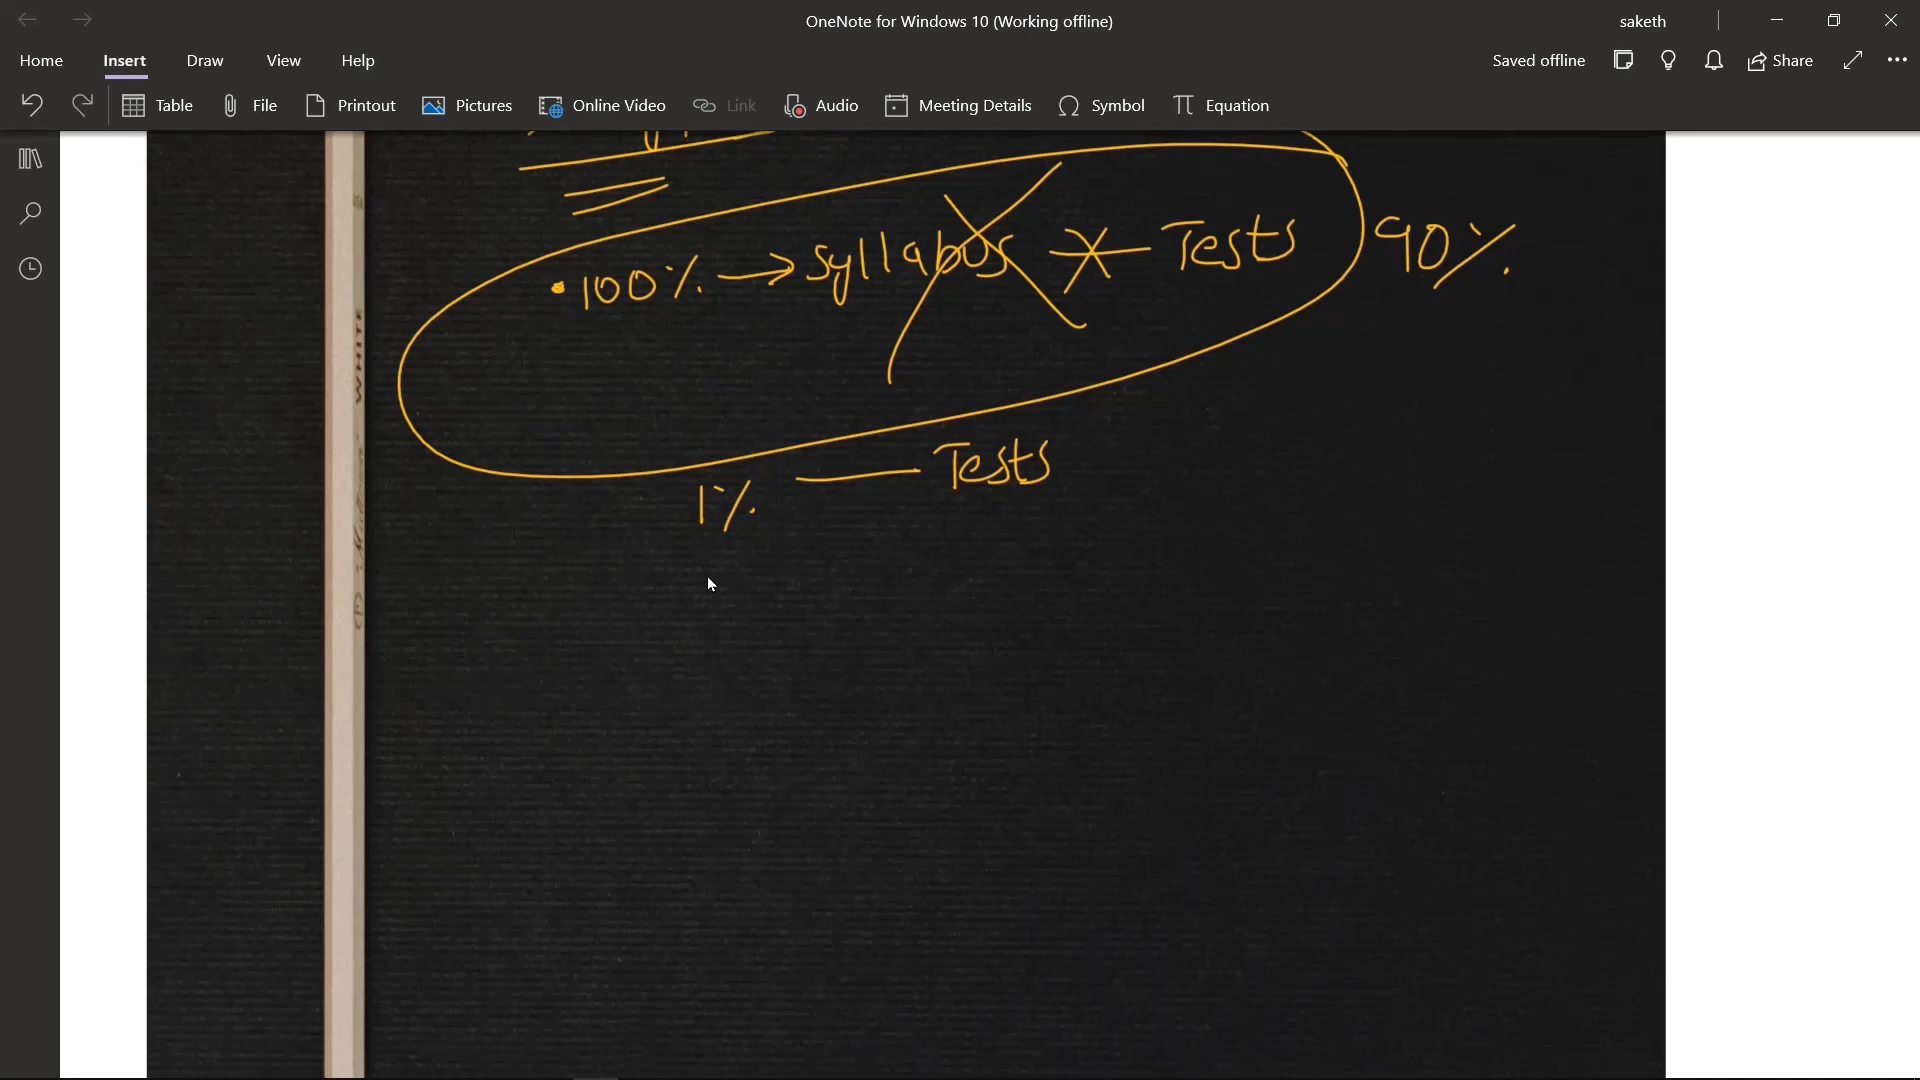 OneNote for Windows 10 (Working offline)
saketh
Home
Insert
Draw
View
Help
Saved offline
Share
Table
File
Printout
Pictures
Online Video
Link
Audio
Meeting Details
Symbol
Equation
• 100% → Syllabus Tests
90%
1% — Tests
WHITE